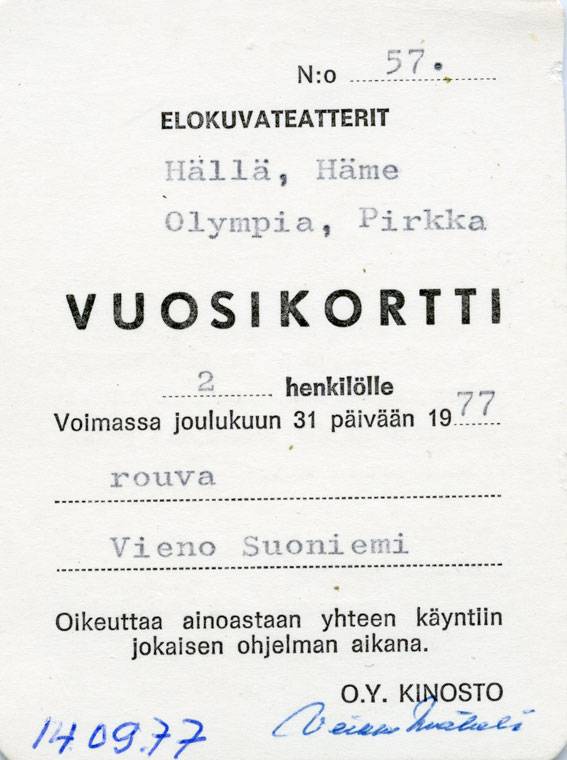 N:o 57.
ELOKUVATEATTERIT
Hällä, Häme
Olympia, Pirkka
VUOSIKORTTI
2 henkilölle
Voimassa joulukuun 31 päivään 1977
rouva
Vieno Suoniemi
Oikeuttaa ainoastaan yhteen käyntiin
jokaisen ohjelman aikana.
O.Y. KINOSTO
14.09.77